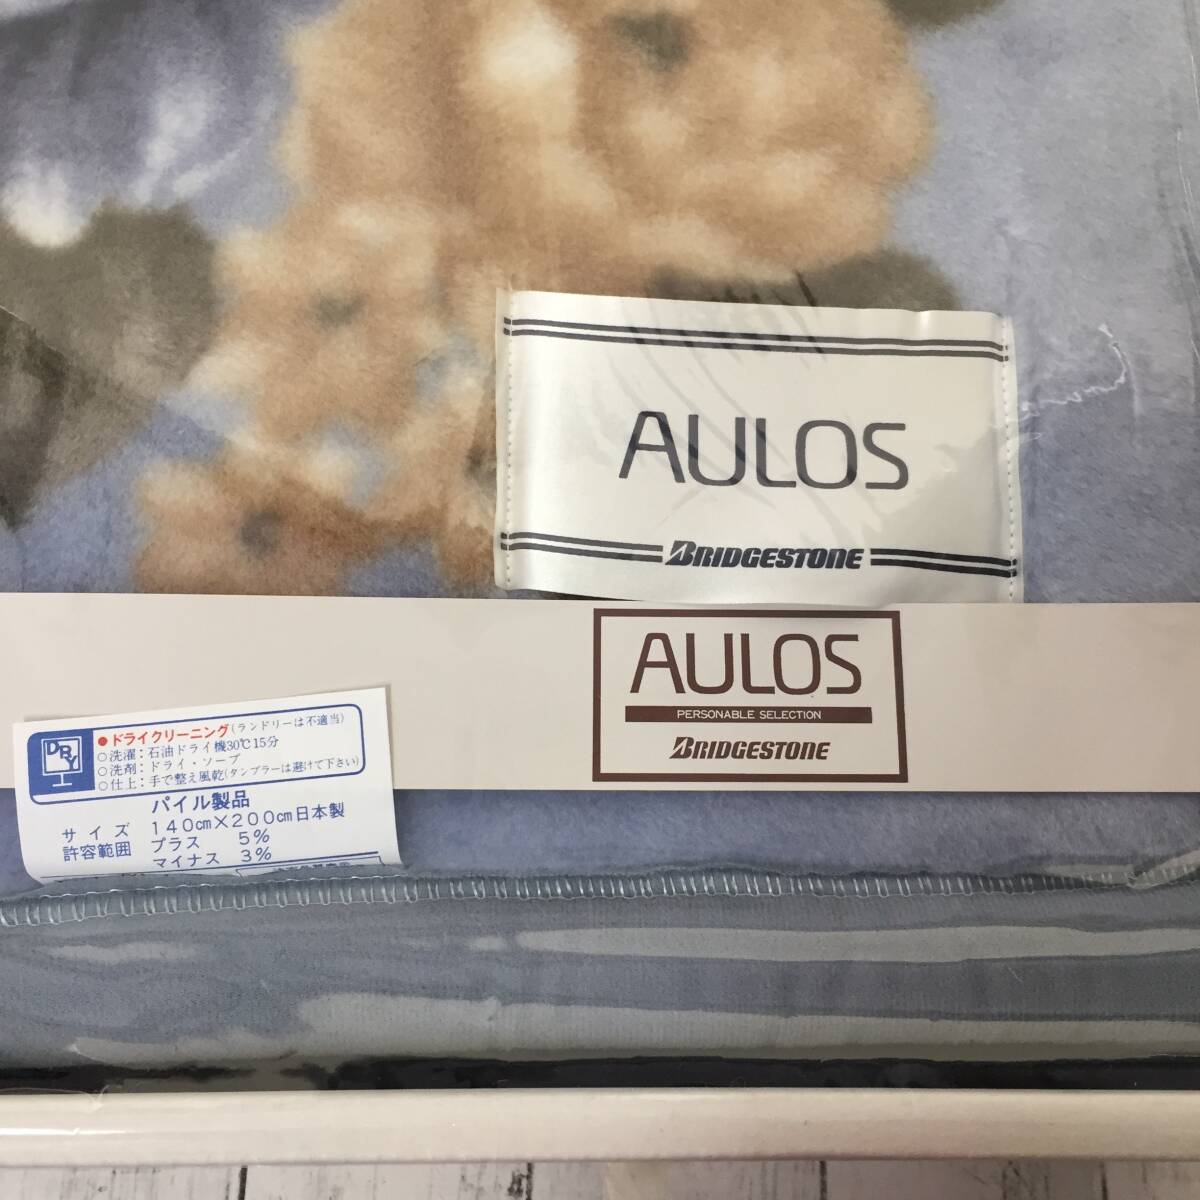 AULOS
BRIDGESTONE
AULOS
PERSONABLE SELECTION
BRIDGESTONE
DRY
●ドライクリーニング(ランドリーは不適当)
○洗濯：石油ドライ機30℃15分
○洗剤：ドライ・ソープ
○仕上：手で整え風乾(タンブラーは避けて下さい)
パイル製品
サイズ 140cm×200cm日本製
許容範囲 プラス 5%
マイナス 3%